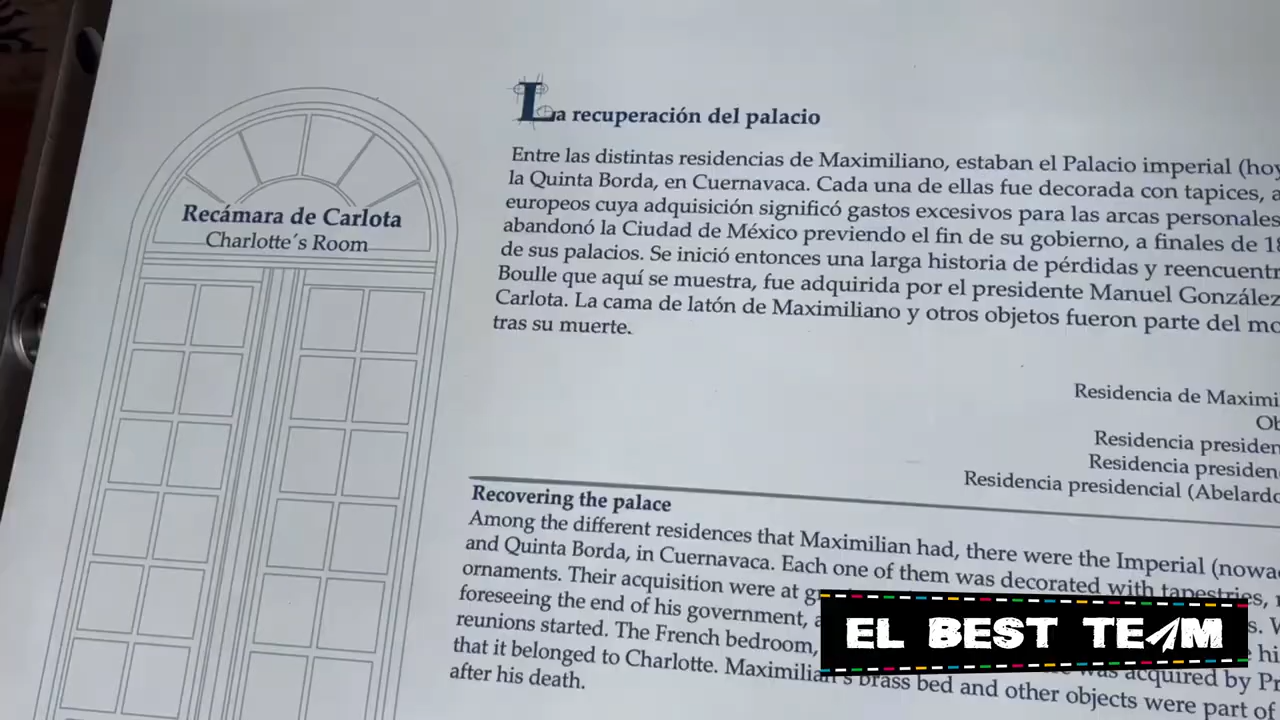 Recámara de Carlota
Charlotte´s Room
La recuperación del palacio
Entre las distintas residencias de Maximiliano, estaban el Palacio imperial (hoy
la Quinta Borda, en Cuernavaca. Cada una de ellas fue decorada con tapices,
europeos cuya adquisición significó gastos excesivos para las arcas personales
abandonó la Ciudad de México previendo el fin de su gobierno, a finales de
de sus palacios. Se inició entonces una larga historia de pérdidas y
Boulle que aquí se muestra, fue adquirida por el presidente Manuel González
Carlota. La cama de latón de Maximiliano y otros objetos fueron parte del
tras su muerte.
Residencia de
Residencia
Residencia
Residencia presidencial
Recovering the palace
Among the different residences that Maximilian had, there were the Imperial
and Quinta Borda, in Cuernavaca. Each one of them was decorated with tapestries,
ornaments. Their acquisition were at
foreseeing the end of his government,
reunions started. The French bedroom,
that it belonged to Charlotte. Maximilian's brass bed and other objects were part of
was acquired by
after his death.
EL BEST TEAM